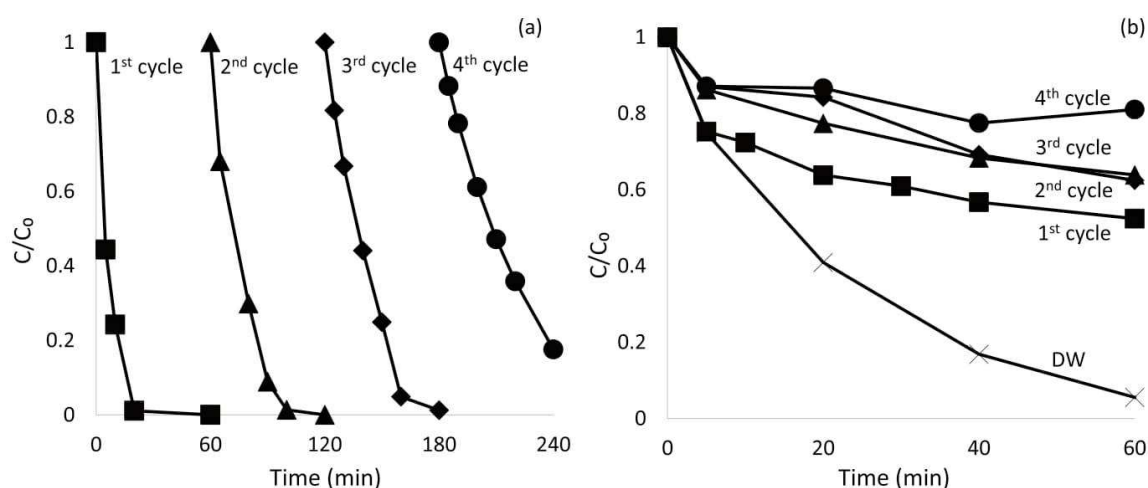 (a)
1
0.8
0.6
0.4
0.2
0
C/C₀
1st cycle
2nd cycle
3rd cycle
4th cycle
0 60 120 180 240
Time (min)
(b)
1
0.8
0.6
0.4
0.2
0
C/C₀
4th cycle
3rd cycle
2nd cycle
1st cycle
DW
0 20 40 60
Time (min)